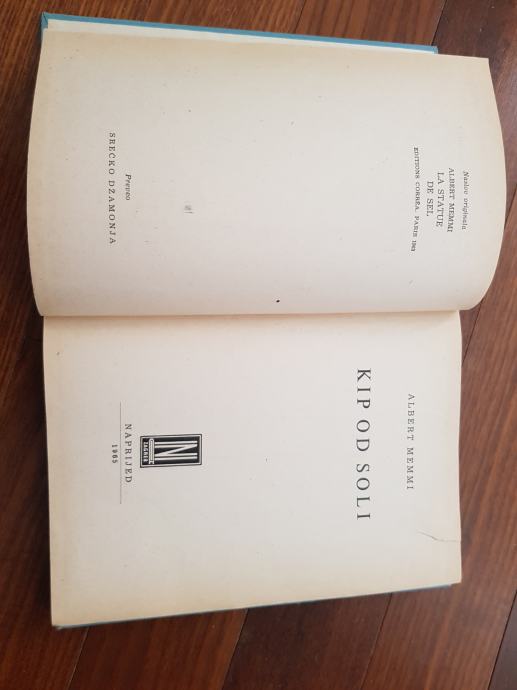 Naslov originala
ALBERT MEMMI
LA STATUE
DE SEL
EDITIONS CORRÊA, PARIS 1953
Preveo
SREĆKO DŽAMONJA
ALBERT MEMMI
KIP OD SOLI
N
ZAGREB
NAPRIJED
1965